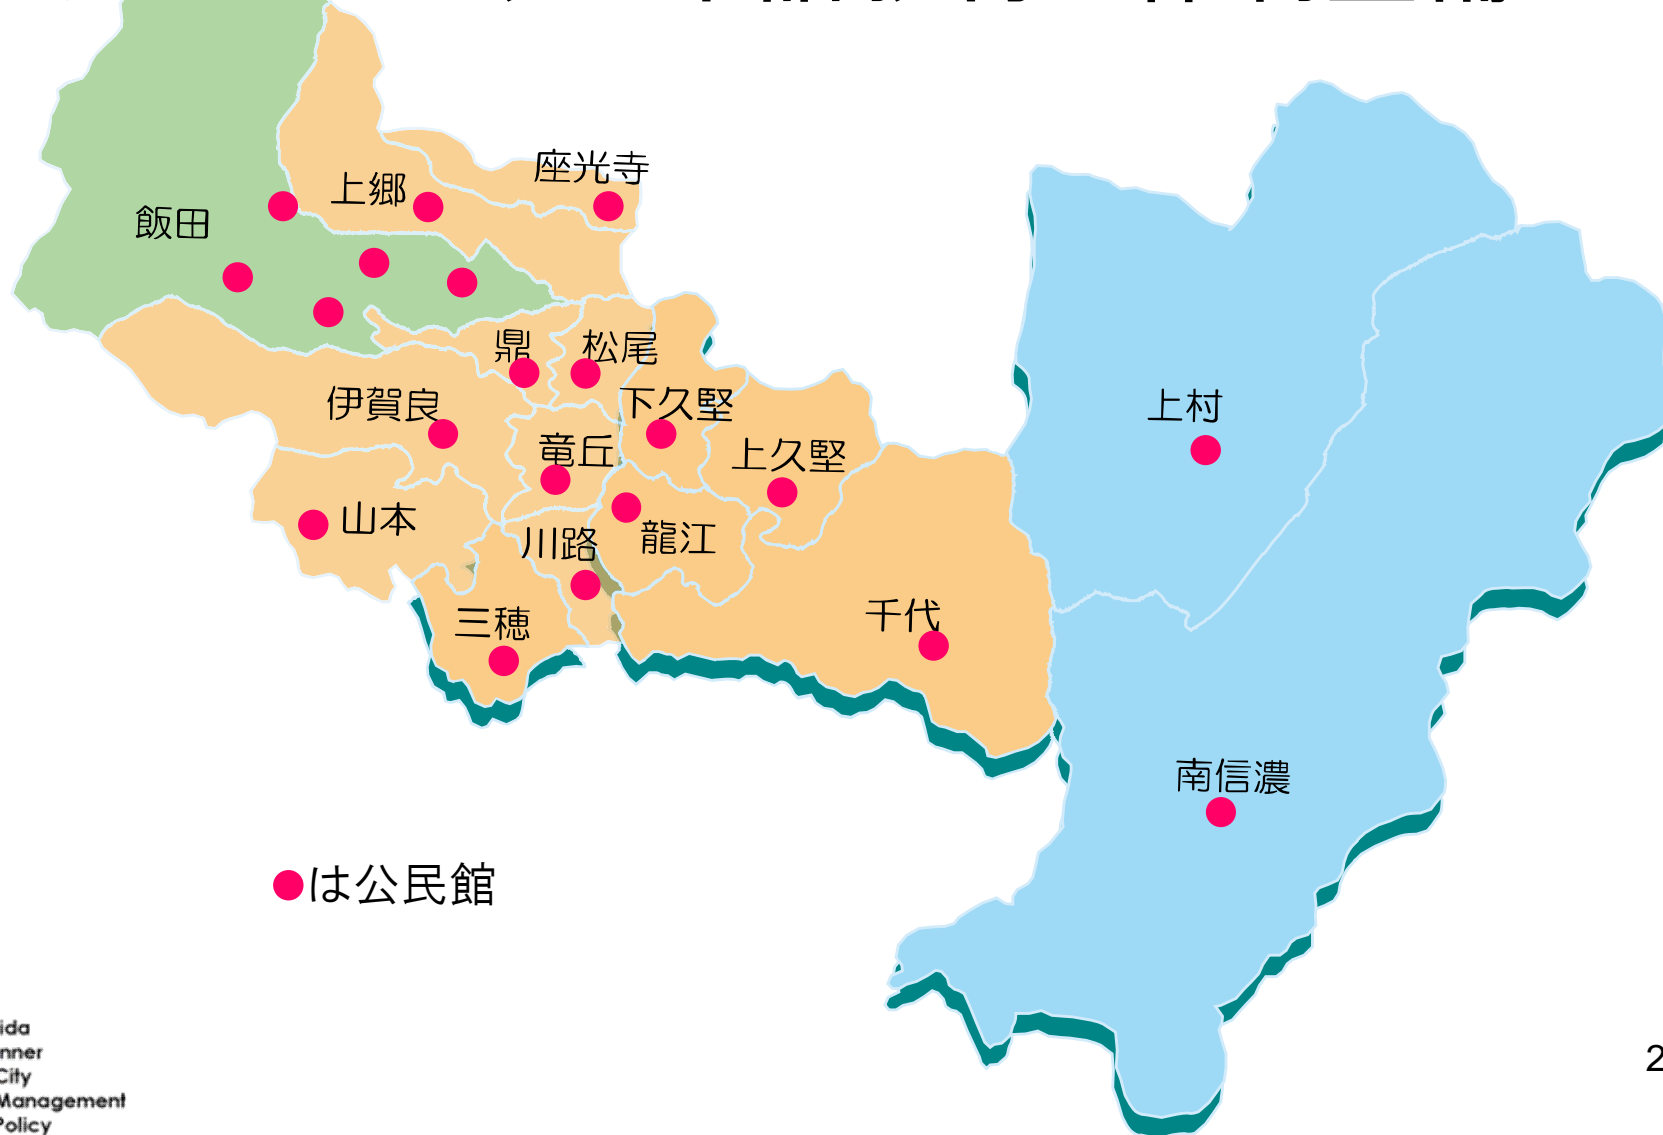 座光寺
上郷
飯田
鼎
松尾
伊賀良
下久堅
上村
竜丘
上久堅
山本
川路
龍江
三穂
千代
南信濃
●は公民館
ida
nner
City
Management
Policy
2